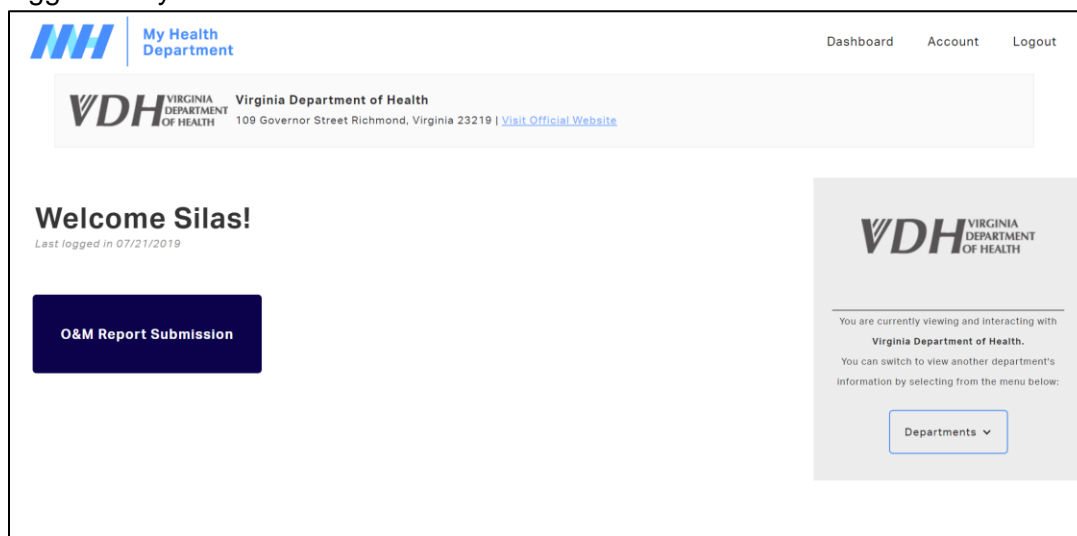 My Health
Department
Dashboard Account Logout
VDH VIRGINIA
DEPARTMENT
OF HEALTH
Virginia Department of Health
109 Governor Street Richmond, Virginia 23219 | Visit Official Website
Welcome Silas!
Last logged in 07/21/2019
O&M Report Submission
VDH VIRGINIA
DEPARTMENT
OF HEALTH
You are currently viewing and interacting with
Virginia Department of Health.
You can switch to view another department's
information by selecting from the menu below:
Departments